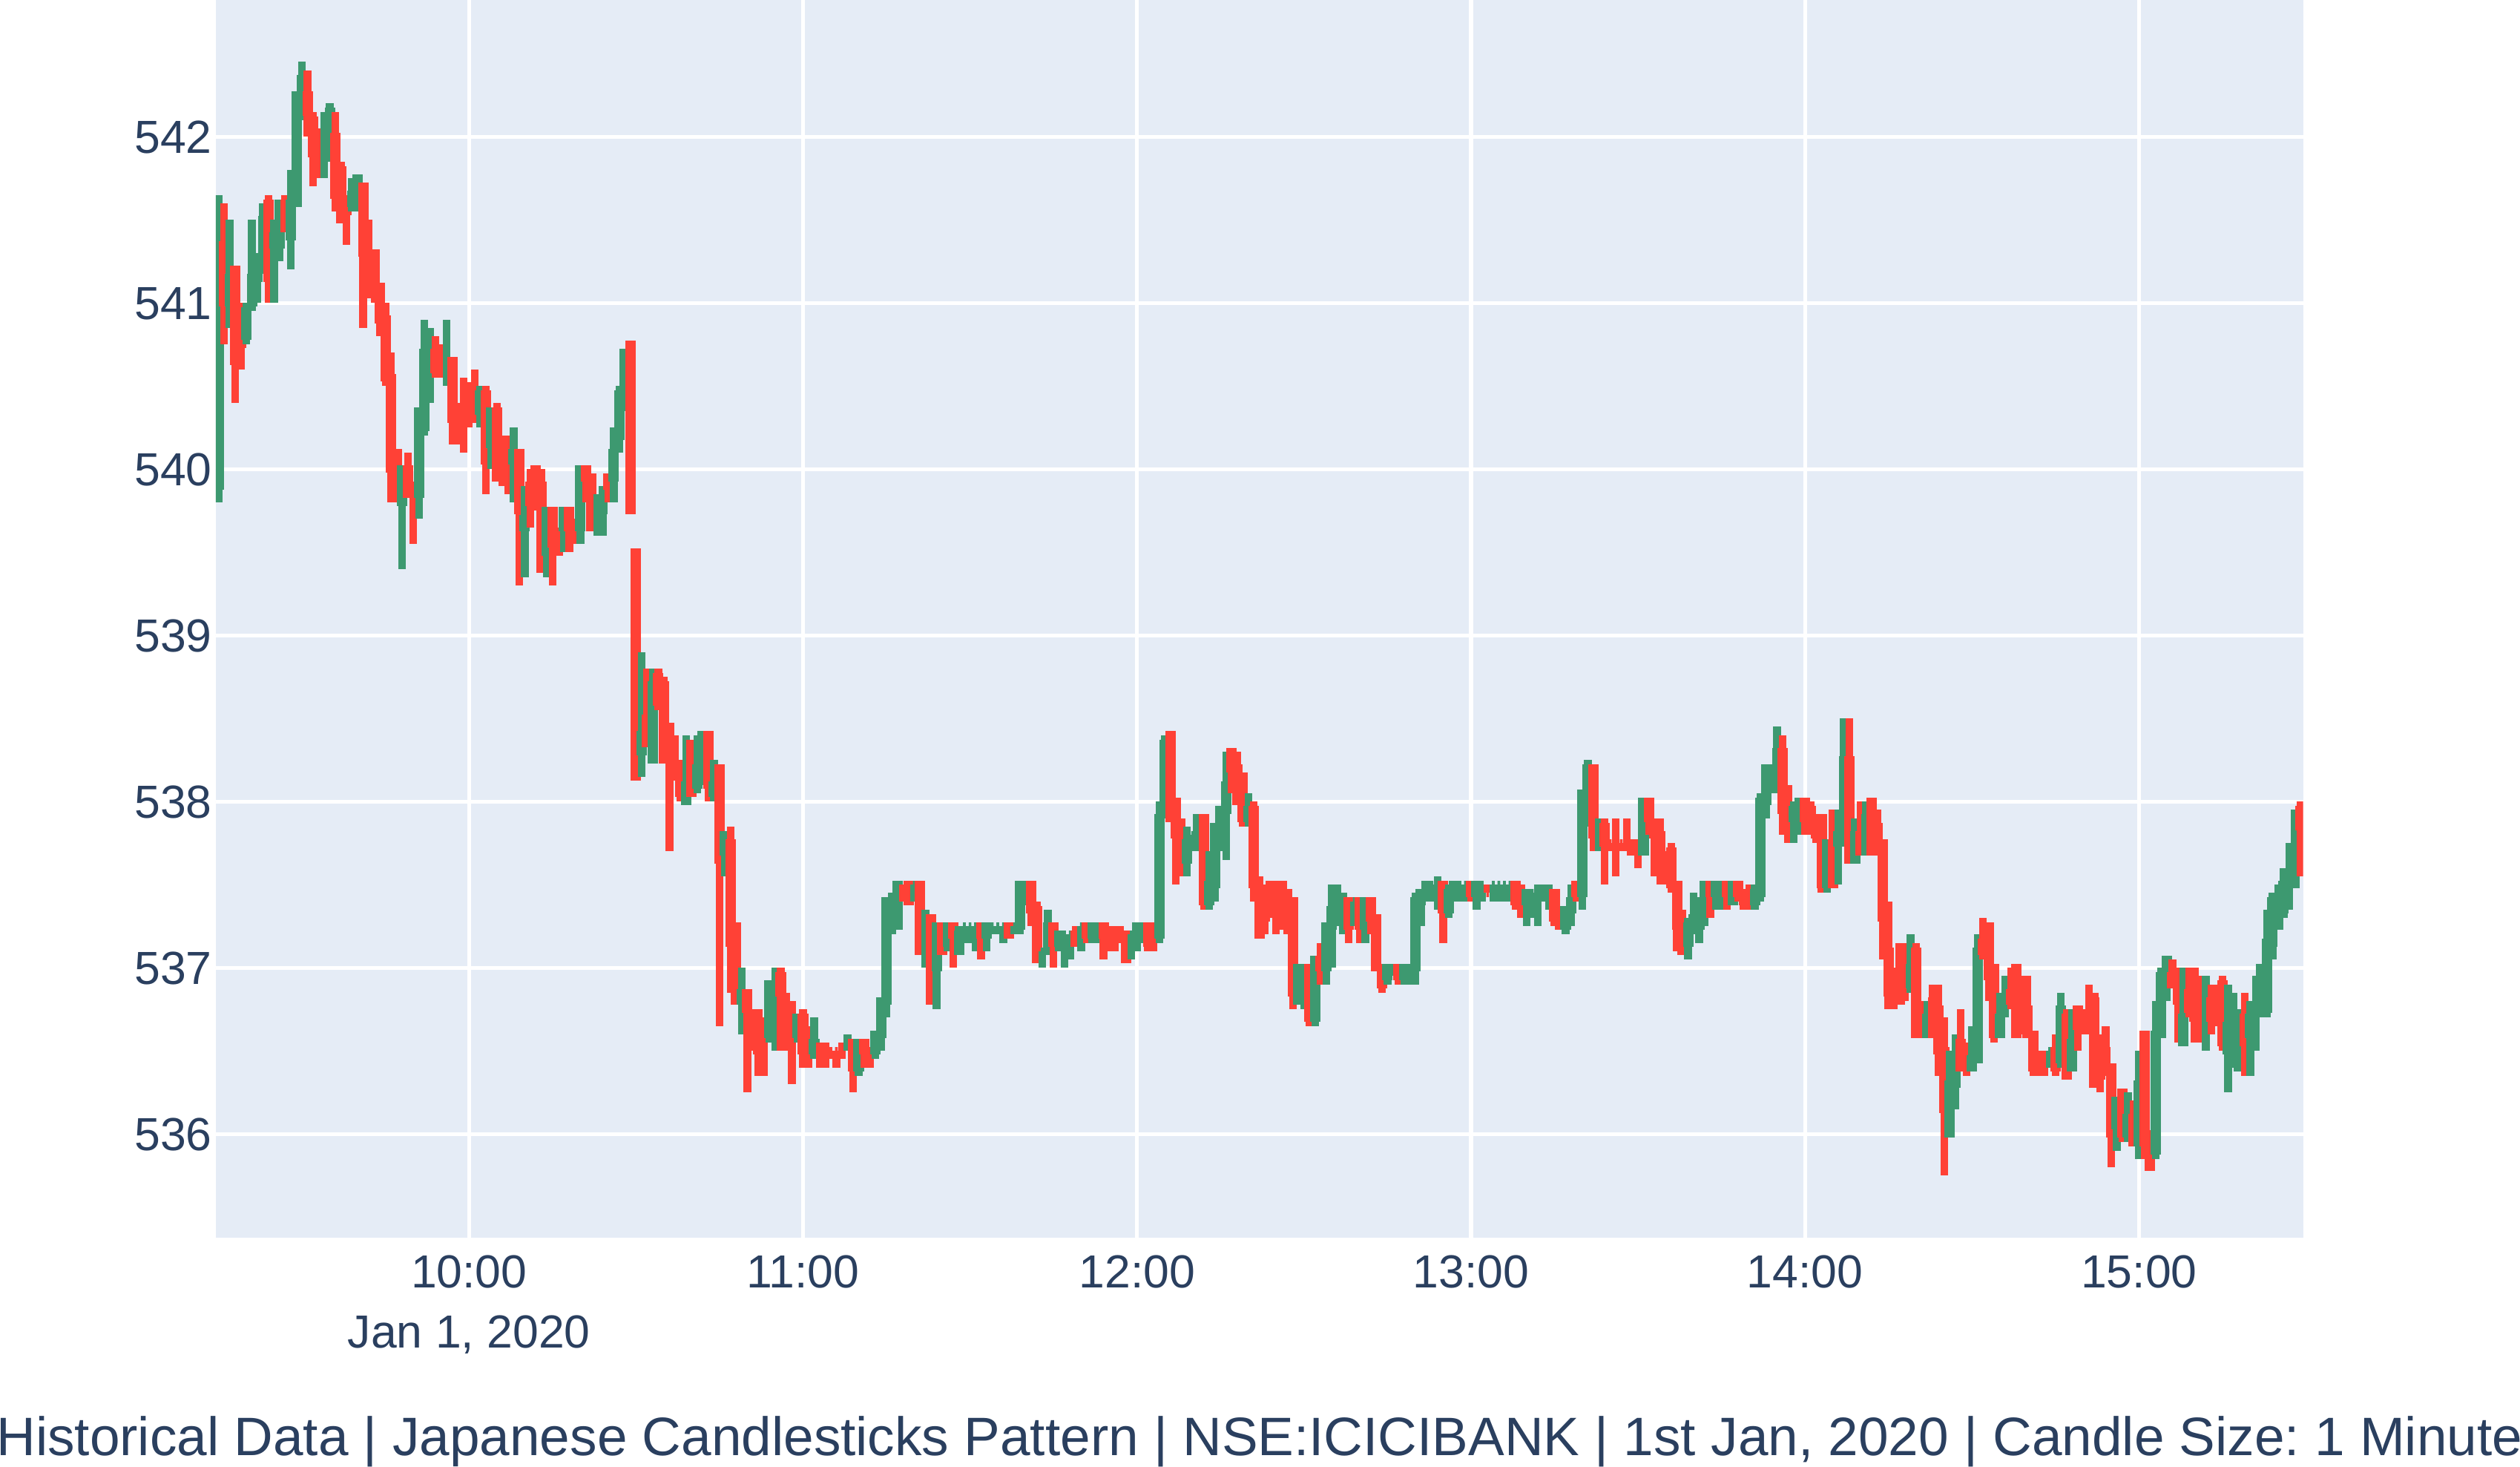 542
541
540
539
538
537
536
10:00 11:00 12:00 13:00 14:00 15:00
Jan 1, 2020
Historical Data | Japanese Candlesticks Pattern | NSE:ICICIBANK | 1st Jan, 2020 | Candle Size: 1 Minute